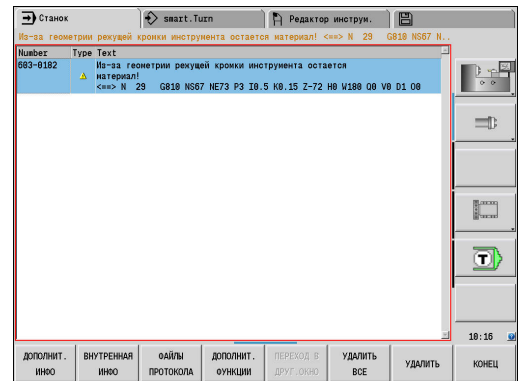 Станок
smart.Turn
Редактор инструм.
Из-за геометрии режущей кромки инструмента остается материал! <==> N 29 G810 NS67 N..
Number Type Text
603-0182 Из-за геометрии режущей кромки инструмента остается
материал!
<==> N 29 G810 NS67 NE73 P3 I0.5 K0.15 Z-72 H0 W180 Q0 V0 D1 O0
T
10:16
ДОПОЛНИТ. ИНФО
ВНУТРЕННАЯ ИНФО
ФАЙЛЫ ПРОТОКОЛА
ДОПОЛНИТ. ФУНКЦИИ
ПЕРЕХОД В ДРУГ.ОКНО
УДАЛИТЬ ВСЕ
УДАЛИТЬ
КОНЕЦ